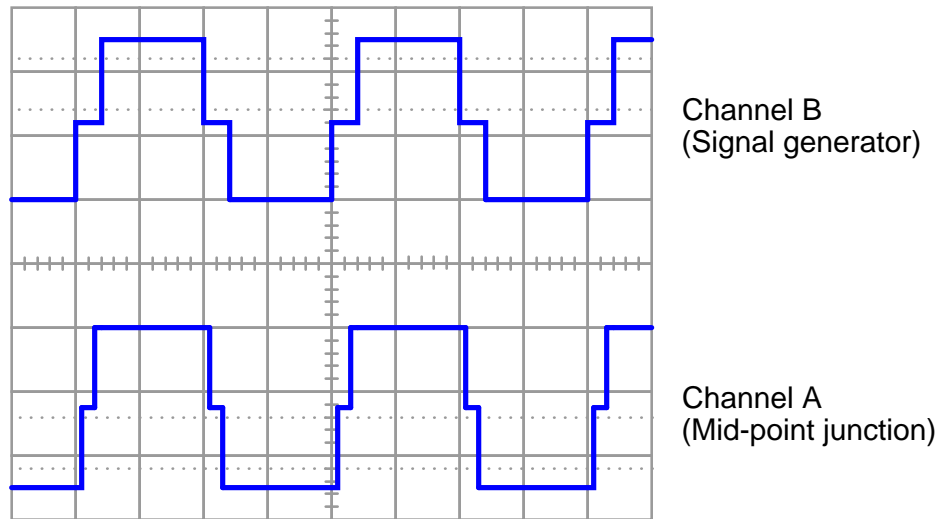 Channel B
(Signal generator)
Channel A
(Mid-point junction)